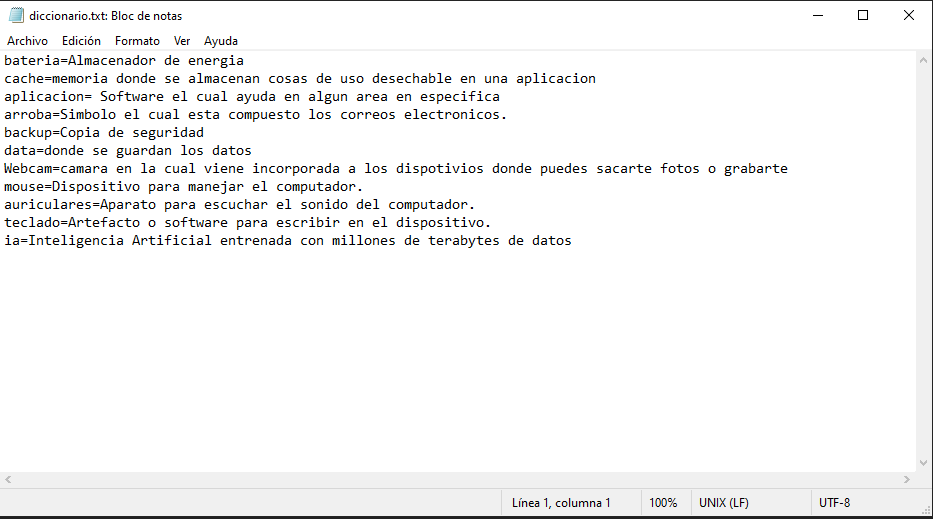 diccionario.txt: Bloc de notas
Archivo Edición Formato Ver Ayuda
bateria=Almacenador de energia
cache=memoria donde se almacenan cosas de uso desechable en una aplicacion
aplicacion= Software el cual ayuda en algun area en especifica
arroba=Simbolo el cual esta compuesto los correos electronicos.
backup=Copia de seguridad
data=donde se guardan los datos
Webcam=camara en la cual viene incorporada a los dispotivios donde puedes sacarte fotos o grabarte
mouse=Dispositivo para manejar el computador.
auriculares=Aparato para escuchar el sonido del computador.
teclado=Artefacto o software para escribir en el dispositivo.
ia=Inteligencia Artificial entrenada con millones de terabytes de datos
Línea 1, columna 1 100% UNIX (LF) UTF-8